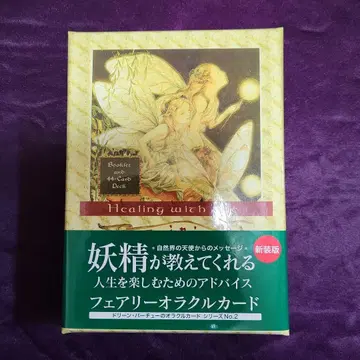 Booklet
and
44-Card
Deck
Healing with
・自然界の天使からのメッセージ・
新装版
妖精が教えてくれる
人生を楽しむためのアドバイス
フェアリーオラクルカード
ドリーン・バーチューのオラクルカード シリーズNo.2